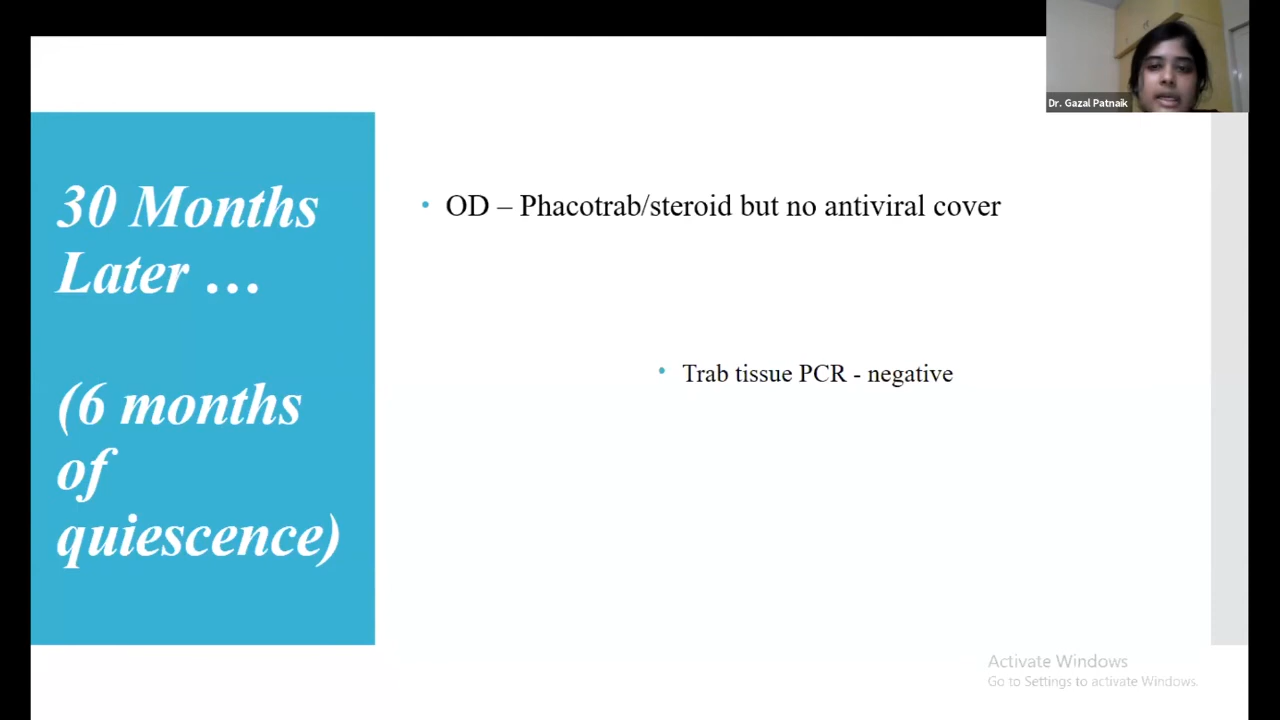 Dr. Gazal Patnaik
30 Months
Later …
(6 months
of
quiescence)
• OD – Phacotrab/steroid but no antiviral cover
• Trab tissue PCR - negative
Activate Windows
Go to Settings to activate Windows.